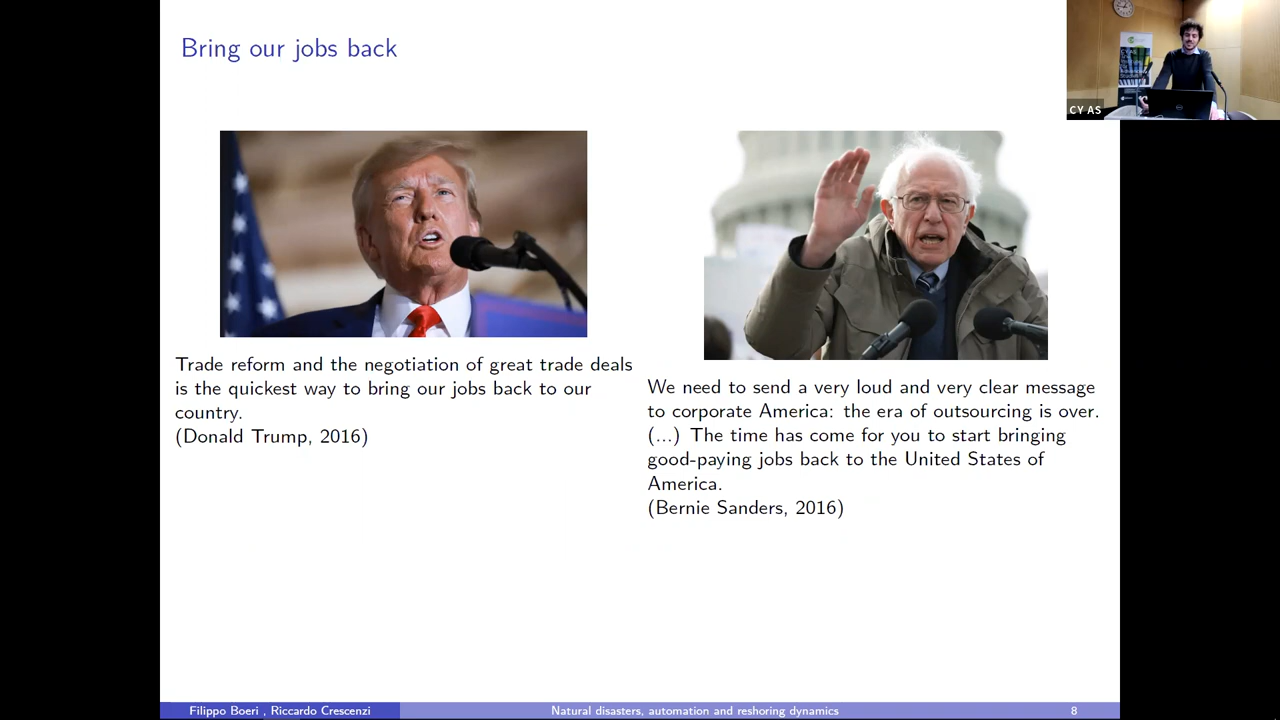 Bring our jobs back
CY AS
Trade reform and the negotiation of great trade deals
is the quickest way to bring our jobs back to our
country.
(Donald Trump, 2016)
We need to send a very loud and very clear message
to corporate America: the era of outsourcing is over.
(...) The time has come for you to start bringing
good-paying jobs back to the United States of
America.
(Bernie Sanders, 2016)
Filippo Boeri , Riccardo Crescenzi
Natural disasters, automation and reshoring dynamics
8